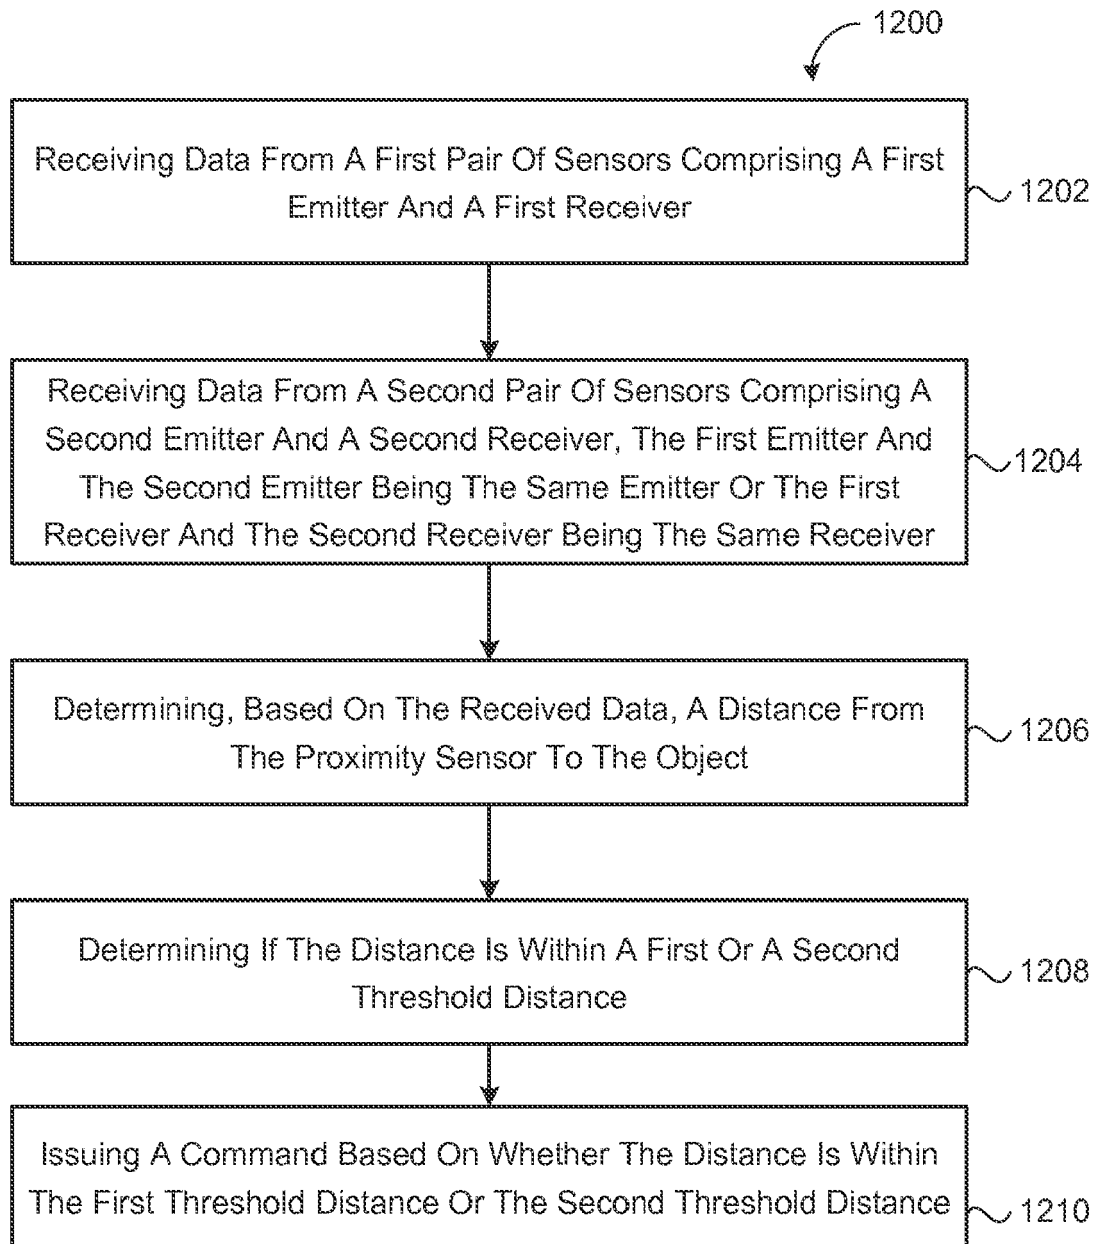 1200
Receiving Data From A First Pair Of Sensors Comprising A First
Emitter And A First Receiver
1202
Receiving Data From A Second Pair Of Sensors Comprising A
Second Emitter And A Second Receiver, The First Emitter And
The Second Emitter Being The Same Emitter Or The First
Receiver And The Second Receiver Being The Same Receiver
1204
Determining, Based On The Received Data, A Distance From
The Proximity Sensor To The Object
1206
Determining If The Distance Is Within A First Or A Second
Threshold Distance
1208
Issuing A Command Based On Whether The Distance Is Within
The First Threshold Distance Or The Second Threshold Distance
1210